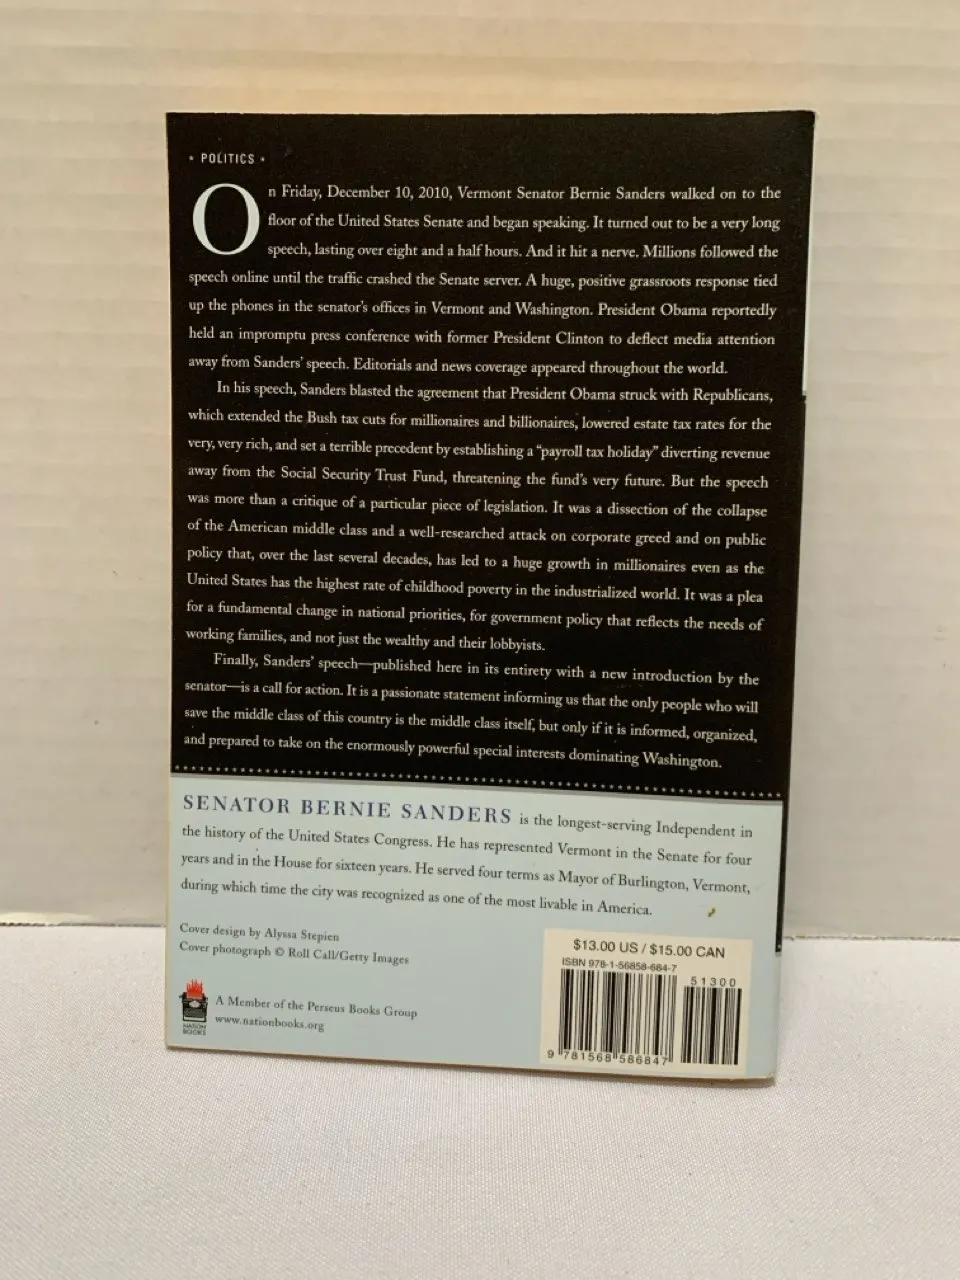 • POLITICS •
On Friday, December 10, 2010, Vermont Senator Bernie Sanders walked on to the
floor of the United States Senate and began speaking. It turned out to be a very long
speech, lasting over eight and a half hours. And it hit a nerve. Millions followed the
speech online until the traffic crashed the Senate server. A huge, positive grassroots response tied
up the phones in the senator's offices in Vermont and Washington. President Obama reportedly
held an impromptu press conference with former President Clinton to deflect media attention
away from Sanders' speech. Editorials and news coverage appeared throughout the world.
In his speech, Sanders blasted the agreement that President Obama struck with Republicans,
which extended the Bush tax cuts for millionaires and billionaires, lowered estate tax rates for the
very, very rich, and set a terrible precedent by establishing a “payroll tax holiday” diverting revenue
away from the Social Security Trust Fund, threatening the fund's very future. But the speech
was more than a critique of a particular piece of legislation. It was a dissection of the collapse
of the American middle class and a well-researched attack on corporate greed and on public
policy that, over the last several decades, has led to a huge growth in millionaires even as the
United States has the highest rate of childhood poverty in the industrialized world. It was a plea
for a fundamental change in national priorities, for government policy that reflects the needs of
working families, and not just the wealthy and their lobbyists.
Finally, Sanders' speech—published here in its entirety with a new introduction by the
senator—is a call for action. It is a passionate statement informing us that the only people who will
save the middle class of this country is the middle class itself, but only if it is informed, organized,
and prepared to take on the enormously powerful special interests dominating Washington.
SENATOR BERNIE SANDERS is the longest-serving Independent in
the history of the United States Congress. He has represented Vermont in the Senate for four
years and in the House for sixteen years. He served four terms as Mayor of Burlington, Vermont,
during which time the city was recognized as one of the most livable in America.
Cover design by Alyssa Stepien
Cover photograph © Roll Call/Getty Images
NATION
BOOKS
A Member of the Perseus Books Group
www.nationbooks.org
$13.00 US / $15.00 CAN
ISBN 978-1-56858-684-7
51300
9 781568 586847